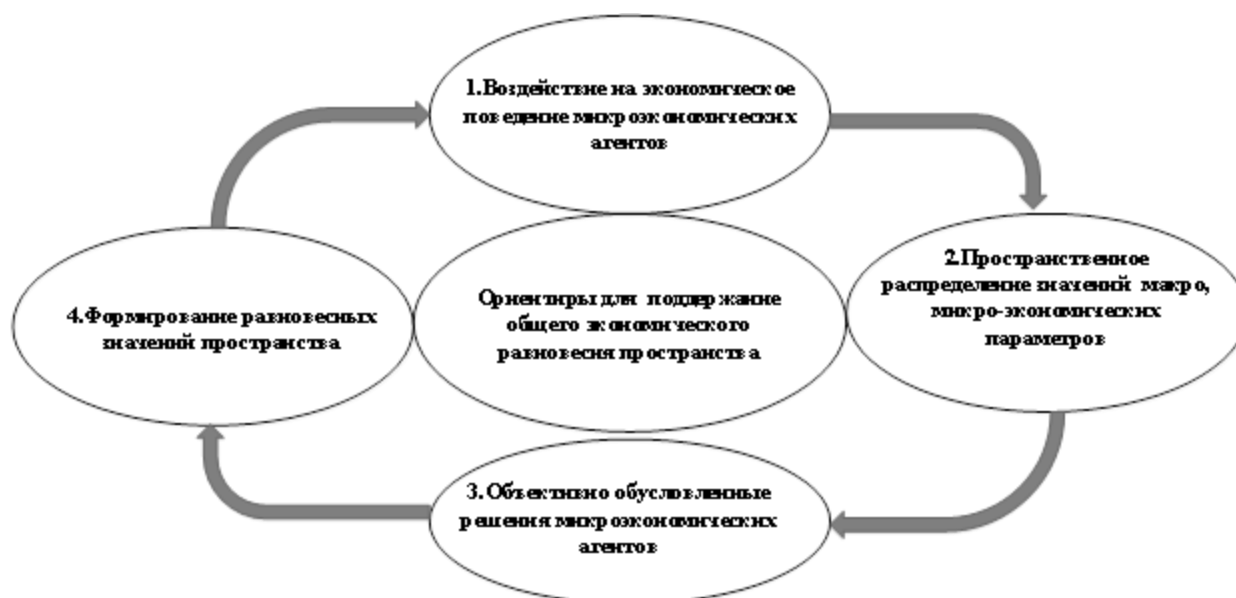 1.Воздействие на экономическое
поведение микроэкономических
агентов
2.Пространственное
распределение значений макро,
микро-экономических
параметров
Ориентиры для поддержание
общего экономического
равновесия пространства
4.Формирование равновесных
значений пространства
3.Объективно обусловленные
решения микроэкономических
агентов